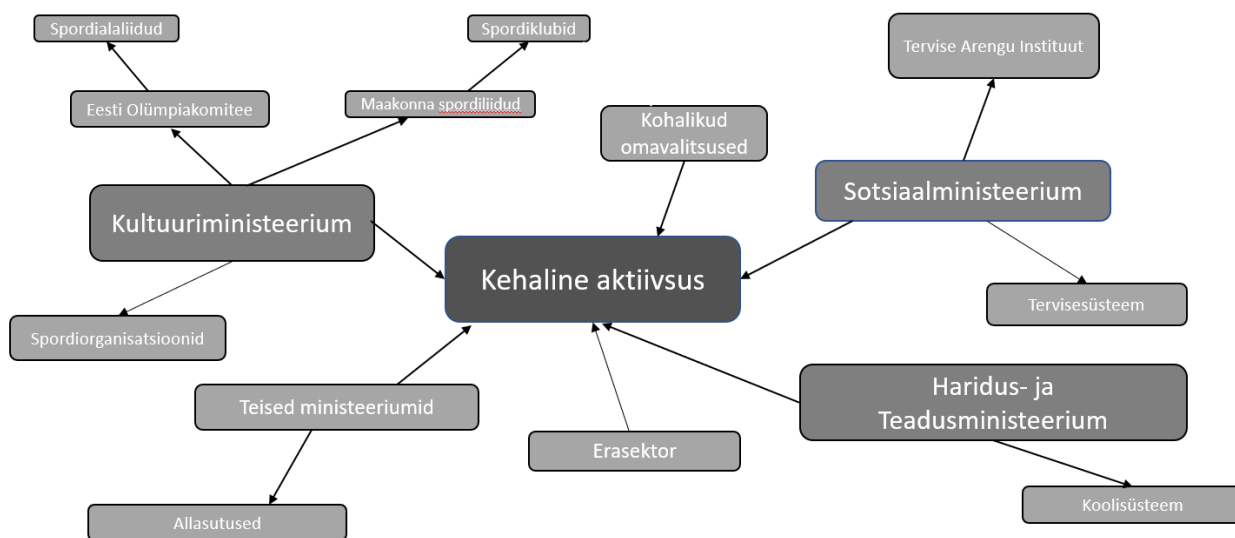 Spordialaliidud
Spordiklubid
Tervise Arengu Instituut
Eesti Olümpiakomitee
Maakonna spordiliidud
Kohalikud
omavalitsused
Kultuuriministeerium
Sotsiaalministeerium
Kehaline aktiivsus
Spordiorganisatsioonid
Tervisesüsteem
Teised ministeeriumid
Haridus- ja
Teadusministeerium
Erasektor
Allasutused
Koolisüsteem